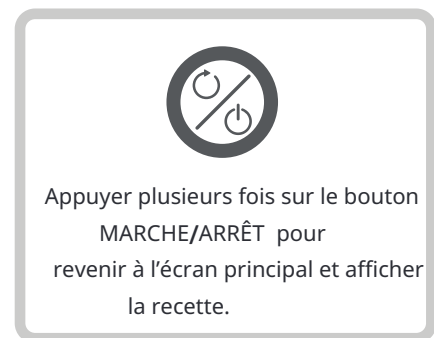 Appuyer plusieurs fois sur le bouton
MARCHE/ARRÊT pour
revenir à l’écran principal et afficher
la recette.